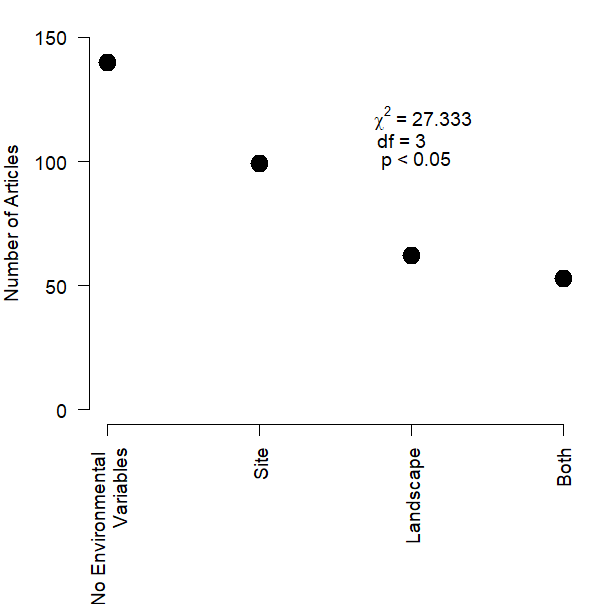 150
100
50
0
Number of Articles
χ² = 27.333
df = 3
p < 0.05
No Environmental
Variables
Site
Landscape
Both